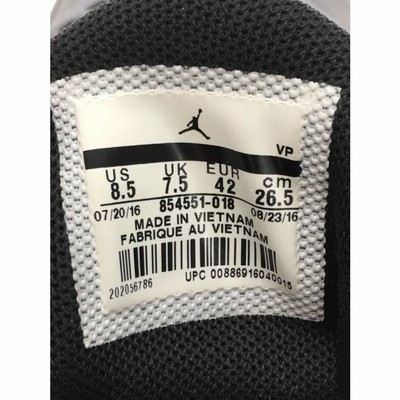 VP
US UK EUR cm
8.5 7.5 42 26.5
07/20/16 854551-018 08/23/16
MADE IN VIETNAM
FABRIQUE AU VIETNAM
202056786 UPC 00886916040015